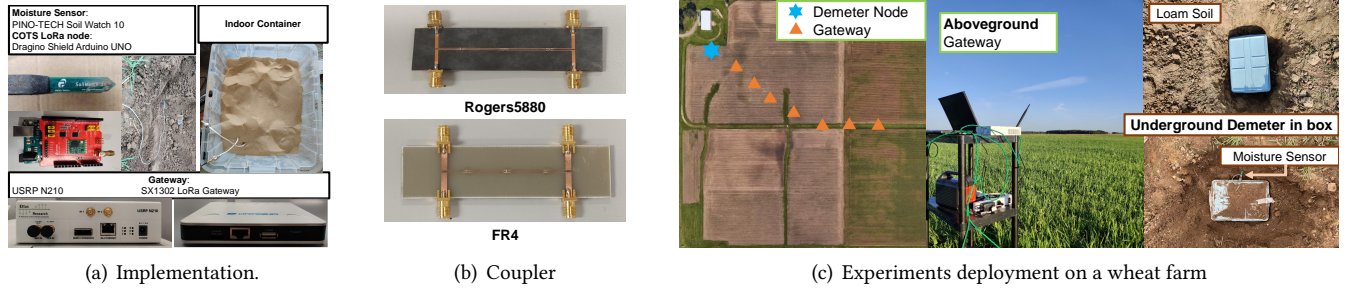 Moisture Sensor:
PINO-TECH Soil Watch 10
COTS LoRa node:
Dragino Shield Arduino UNO
Indoor Container
Gateway:
USRP N210
SX1302 LoRa Gateway
USRP N210
(a) Implementation.
Rogers5880
FR4
(b) Coupler
Demeter Node
Gateway
Aboveground
Gateway
Loam Soil
Underground Demeter in box
Moisture Sensor
(c) Experiments deployment on a wheat farm